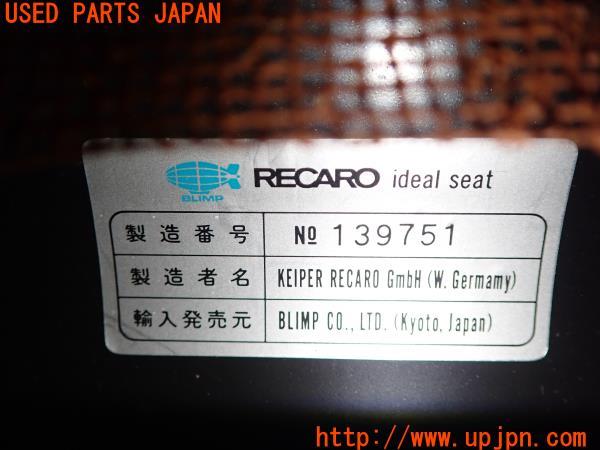 USED PARTS JAPAN
BLIMP
RECARO ideal seat
製造番号 № 139751
製造者名 KEIPER RECARO GmbH (W. Germamy)
輸入発売元 BLIMP CO., LTD. (Kyoto, Japan)
http://www.upjpn.com